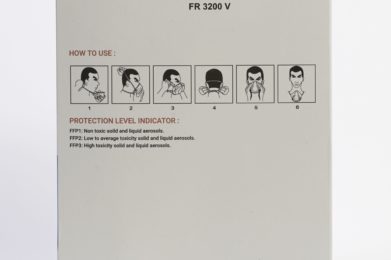 FR 3200 V
HOW TO USE :
1 2 3 4 5 6
PROTECTION LEVEL INDICATOR :
FFP1: Non toxic solid and liquid aerosols.
FFP2: Low to average toxicity solid and liquid aerosols.
FFP3: High toxicity solid and liquid aerosols.